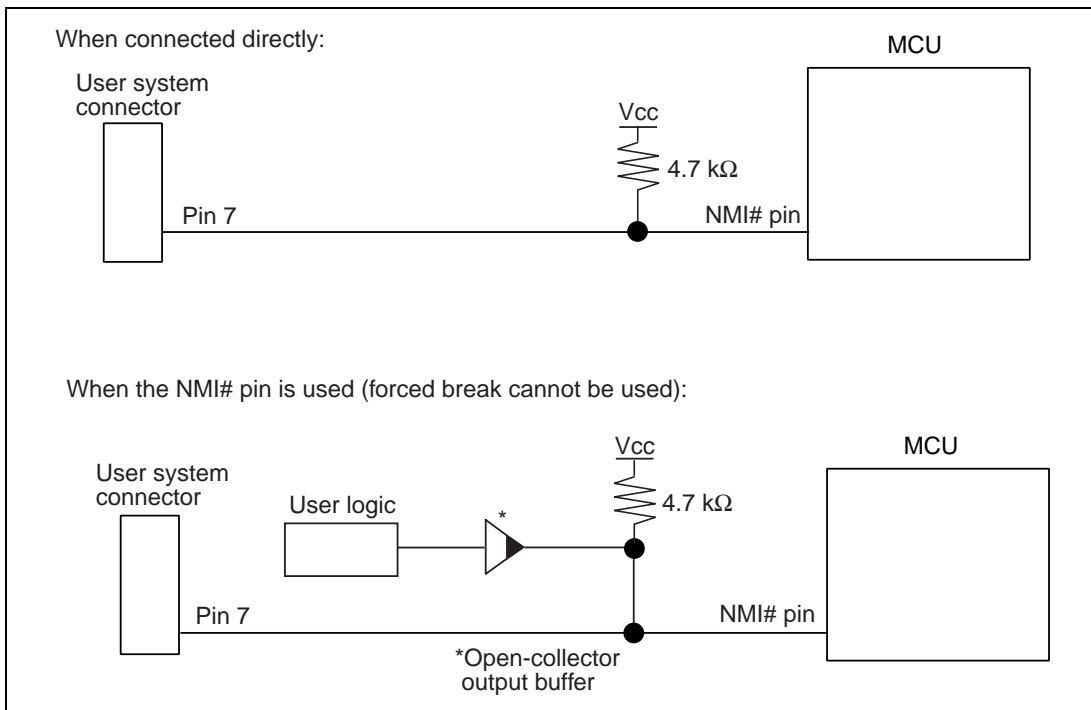 When connected directly:
MCU
User system
connector
Vcc
4.7 kΩ
Pin 7
NMI# pin
When the NMI# pin is used (forced break cannot be used):
MCU
Vcc
User system
connector
User logic
*
4.7 kΩ
Pin 7
NMI# pin
*Open-collector
output buffer